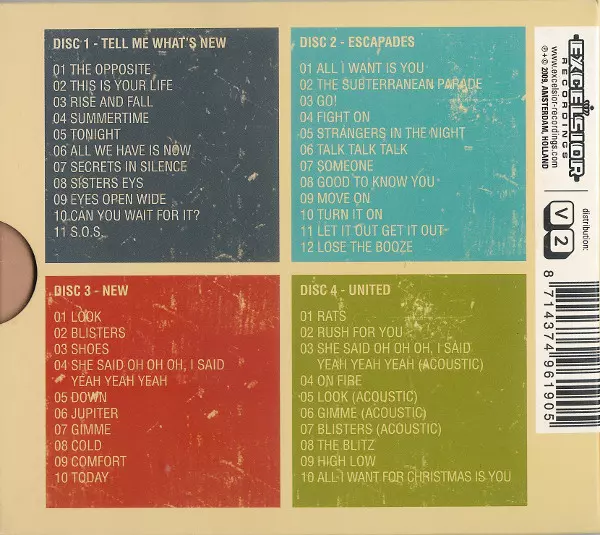 DISC 1 - TELL ME WHAT'S NEW
01 THE OPPOSITE
02 THIS IS YOUR LIFE
03 RISE AND FALL
04 SUMMERTIME
05 TONIGHT
06 ALL WE HAVE IS NOW
07 SECRETS IN SILENCE
08 SISTERS EYS
09 EYES OPEN WIDE
10 CAN YOU WAIT FOR IT?
11 S.O.S.
DISC 2 - ESCAPADES
01 ALL I WANT IS YOU
02 THE SUBTERRANEAN PARADE
03 GO!
04 FIGHT ON
05 STRANGERS IN THE NIGHT
06 TALK TALK TALK
07 SOMEONE
08 GOOD TO KNOW YOU
09 MOVE ON
10 TURN IT ON
11 LET IT OUT GET IT OUT
12 LOSE THE BOOZE
DISC 3 - NEW
01 LOOK
02 BLISTERS
03 SHOES
04 SHE SAID OH OH OH, I SAID
YEAH YEAH YEAH
05 DOWN
06 JUPITER
07 GIMME
08 COLD
09 COMFORT
10 TODAY
DISC 4 - UNITED
01 RATS
02 RUSH FOR YOU
03 SHE SAID OH OH OH, I SAID
YEAH YEAH YEAH (ACOUSTIC)
04 ON FIRE
05 LOOK (ACOUSTIC)
06 GIMME (ACOUSTIC)
07 BLISTERS (ACOUSTIC)
08 THE BLITZ
09 HIGH LOW
10 ALL I WANT FOR CHRISTMAS IS YOU
EXCELSIOR
RECORDINGS
www.excelsior-recordings.com
℗ + © 2009, AMSTERDAM, HOLLAND
distribution:
V2
8 714374 961905